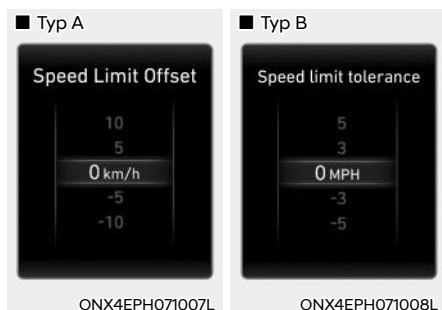 ■ Typ A
Speed Limit Offset
10
5
0 km/h
-5
-10
ONX4EPH071007L
■ Typ B
Speed limit tolerance
5
3
0 MPH
-3
-5
ONX4EPH071008L